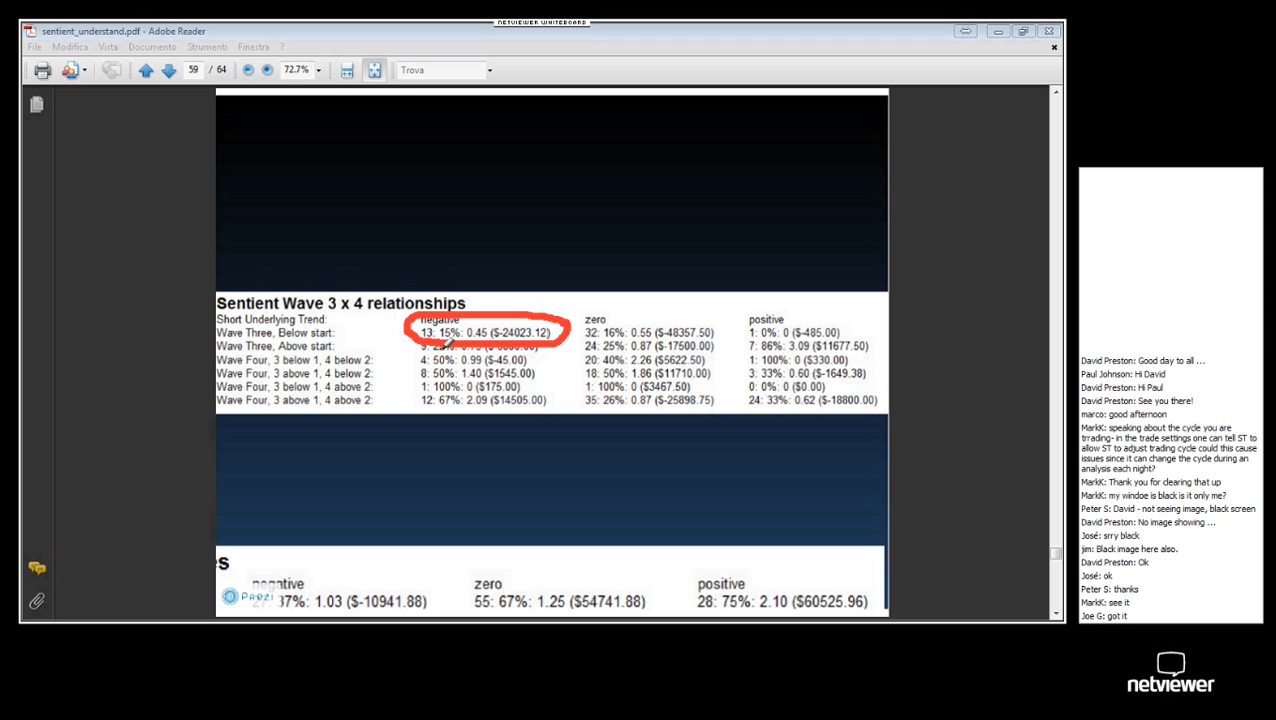 NETVIEWER WHITEBOARD
sentient_understand.pdf - Adobe Reader
File Modifica Vista Documento Strumenti Finestra ?
59 / 64 72.7% Trova
Sentient Wave 3 x 4 relationships
Short Underlying Trend: negative zero positive
Wave Three, Below start: 13: 15%: 0.45 ($-24023.12) 32: 16%: 0.55 ($-48357.50) 1: 0%: 0 ($-485.00)
Wave Three, Above start: 24: 25%: 0.87 ($-17500.00) 7: 86%: 3.09 ($11677.50)
Wave Four, 3 below 1, 4 below 2: 4: 50%: 0.99 ($-45.00) 20: 40%: 2.26 ($5622.50) 1: 100%: 0 ($330.00)
Wave Four, 3 above 1, 4 below 2: 8: 50%: 1.40 ($1545.00) 18: 50%: 1.86 ($11710.00) 3: 33%: 0.60 ($-1649.38)
Wave Four, 3 below 1, 4 above 2: 1: 100%: 0 ($175.00) 1: 100%: 0 ($3467.50) 0: 0%: 0 ($0.00)
Wave Four, 3 above 1, 4 above 2: 12: 67%: 2.09 ($14505.00) 35: 26%: 0.87 ($-25898.75) 24: 33%: 0.62 ($-18800.00)
es
negative zero positive
37%: 1.03 ($-10941.88) 55: 67%: 1.25 ($54741.88) 28: 75%: 2.10 ($60525.96)
Prezi
David Preston: Good day to all ...
Paul Johnson: Hi David
David Preston: Hi Paul
David Preston: See you there!
marco: good afternoon
MarkK: speaking about the cycle you are
trrading- in the trade settings one can tell ST to
allow ST to adjust trading cycle could this cause
issues since it can change the cycle during an
analysis each night?
MarkK: Thank you for clearing that up
MarkK: my windoe is black is it only me?
Peter S: David - not seeing image, black screen
David Preston: No image showing ...
José: srry black
jim: Black image here also.
David Preston: Ok
José: ok
Peter S: thanks
MarkK: see it
Joe G: got it
netviewer